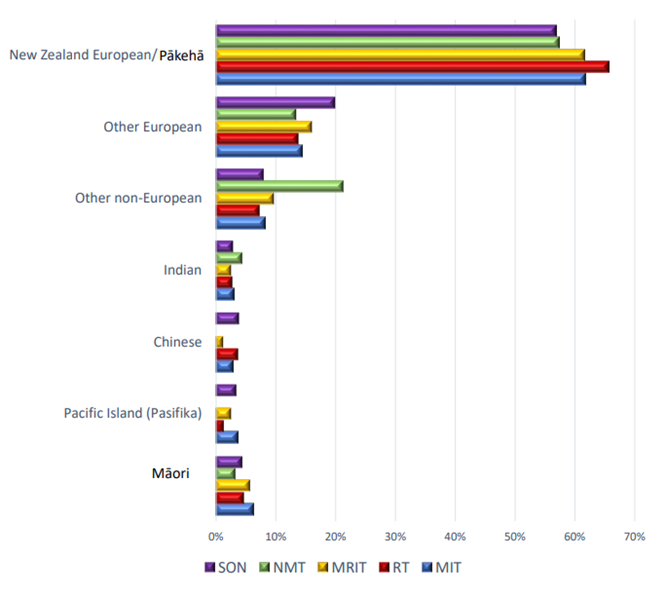 New Zealand European/ Pākehā
Other European
Other non-European
Indian
Chinese
Pacific Island (Pasifika)
Māori
0% 10% 20% 30% 40% 50% 60% 70%
SON NMT MRIT RT MIT